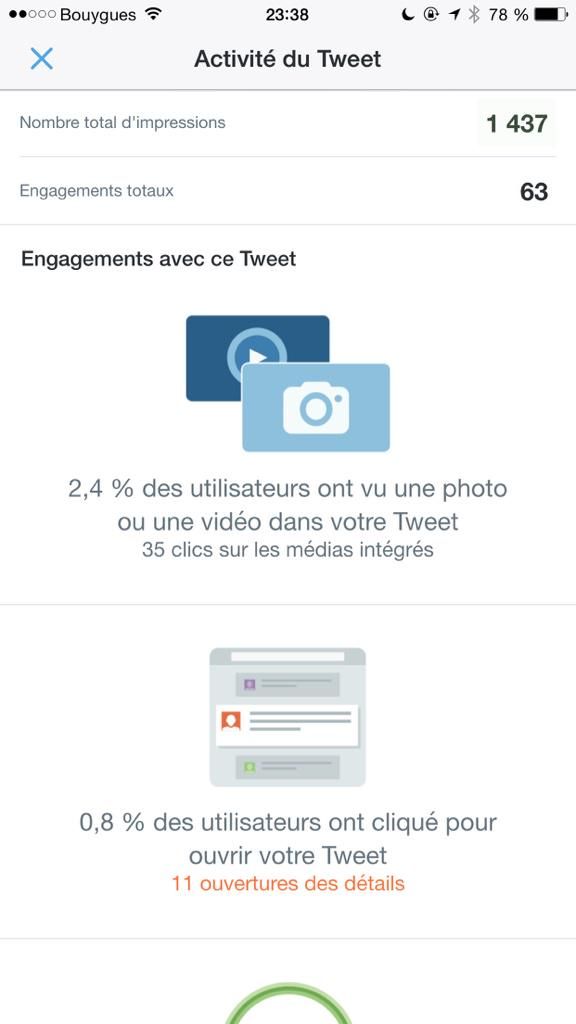 Bouygues 23:38 78 %
Activité du Tweet
Nombre total d'impressions 1 437
Engagements totaux 63
Engagements avec ce Tweet
2,4 % des utilisateurs ont vu une photo
ou une vidéo dans votre Tweet
35 clics sur les médias intégrés
0,8 % des utilisateurs ont cliqué pour
ouvrir votre Tweet
11 ouvertures des détails